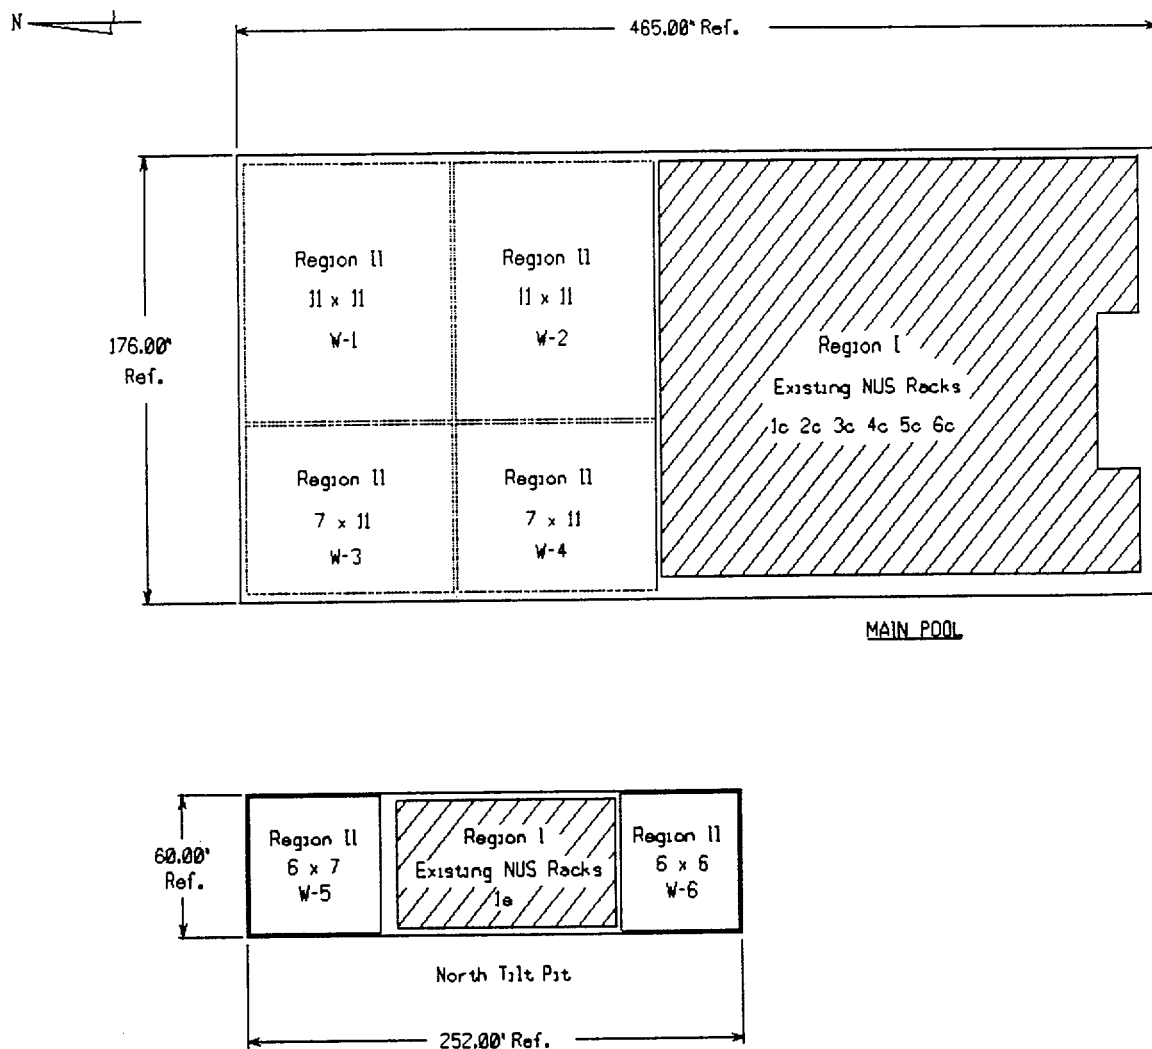 N
465.00" Ref.
176.00"
Ref.
Region II
11 x 11
W-1
Region II
11 x 11
W-2
Region I
Existing NUS Racks
1c 2c 3c 4c 5c 6c
Region II
7 x 11
W-3
Region II
7 x 11
W-4
MAIN POOL
60.00"
Ref.
Region II
6 x 7
W-5
Region I
Existing NUS Racks
1e
Region II
6 x 6
W-6
North Tilt Pit
252.00" Ref.